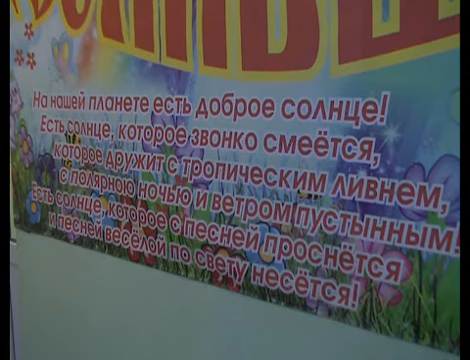 На нашей планете есть доброе солнце!
Есть солнце, которое звонко смеётся,
которое дружит с тропическим ливнем,
с полярною ночью и ветром пустынным!
Есть солнце, которое с песней проснётся
и песней весёлой по свету несётся!